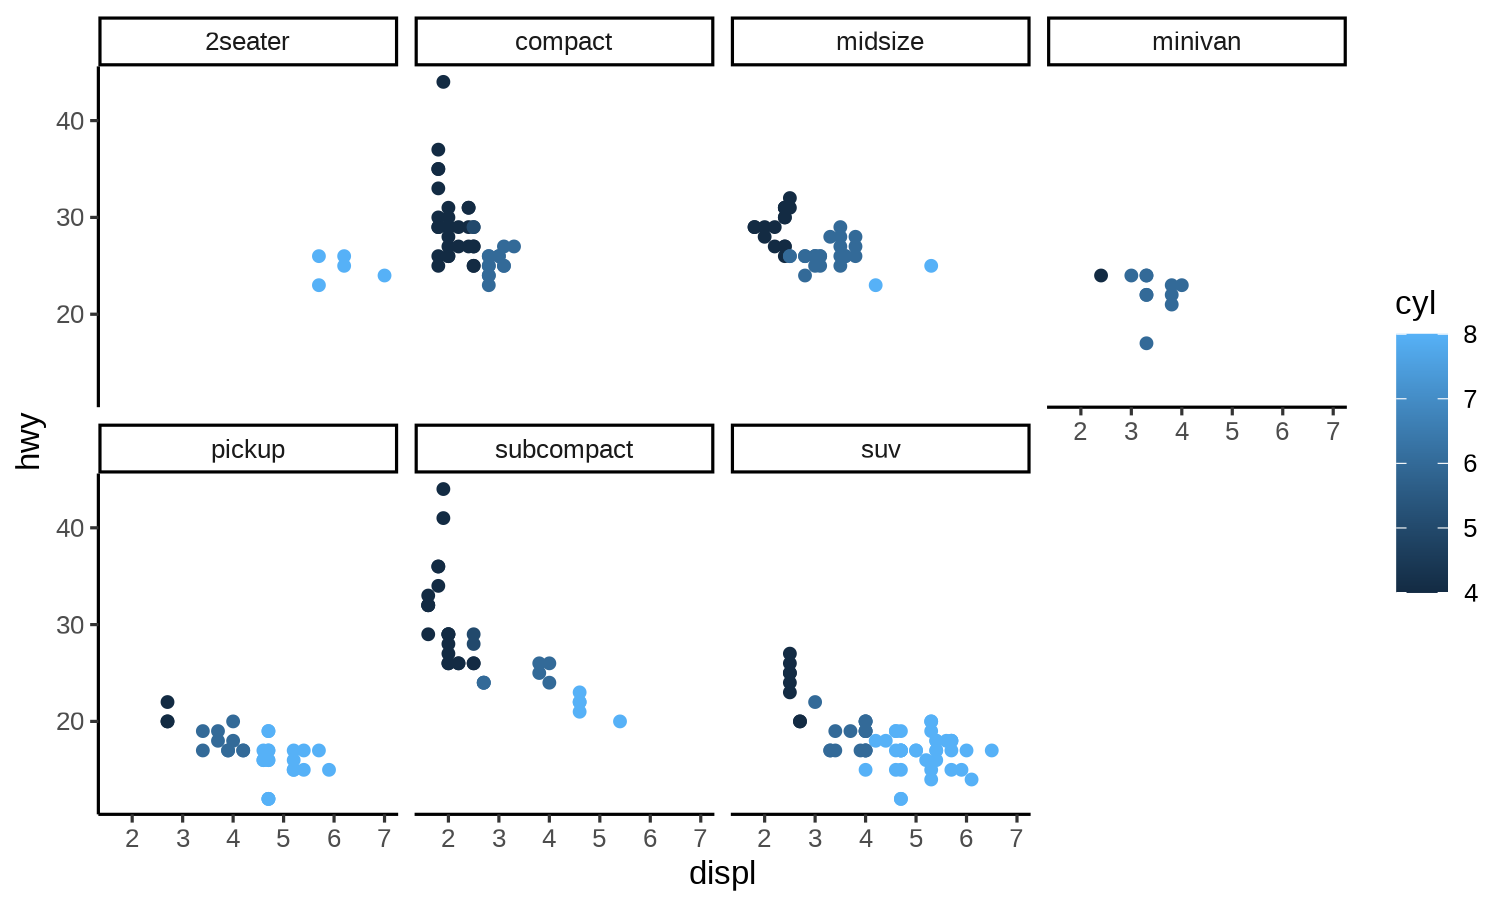 2seater compact midsize minivan
40
30
20
2 3 4 5 6 7
hwy
cyl
8
7
6
5
4
pickup subcompact suv
40
30
20
2 3 4 5 6 7 2 3 4 5 6 7 2 3 4 5 6 7
displ